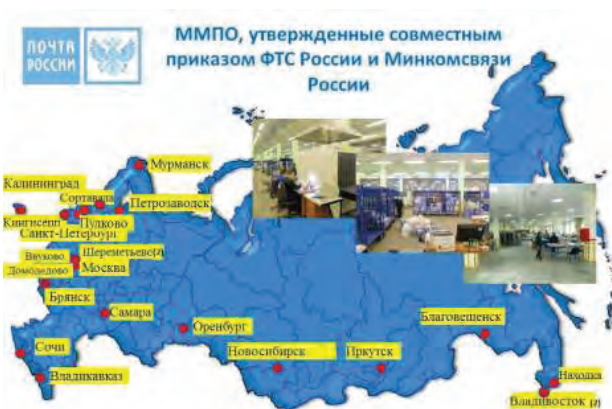 ПОЧТА
РОССИИ
ММПО, утвержденные совместным
приказом ФТС России и Минкомсвязи
России
Мурманск
Калининград
Сортавала
Петрозаводск
Кингисепп
Пулково
Санкт-Петербург
Внуково
Шереметьево(2)
Домодедово
Москва
Брянск
Самара
Оренбург
Благовещенск
Сочи
Новосибирск
Иркутск
Владикавказ
Находка
Владивосток